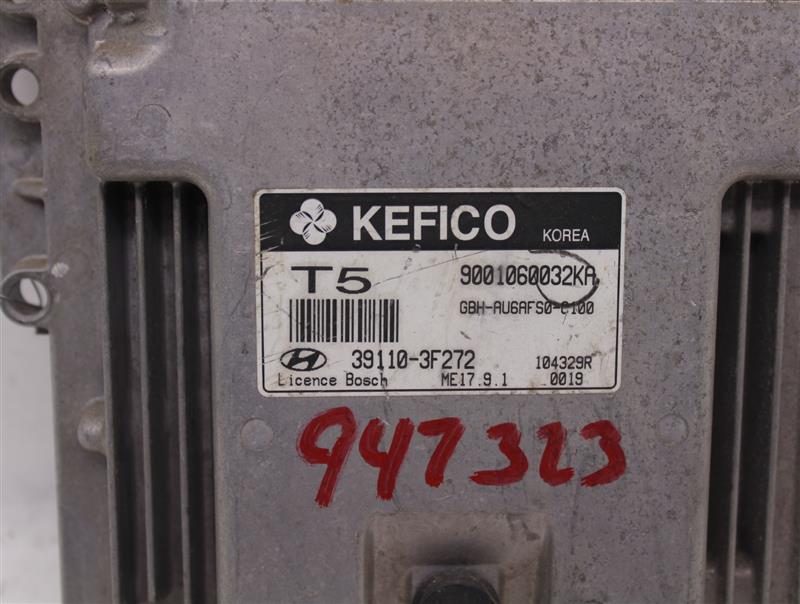 KEFICO KOREA
T5 9001060032KA
GBH-AU6AFS0-C100
39110-3F272 104329R
Licence Bosch ME17.9.1 0019
947323